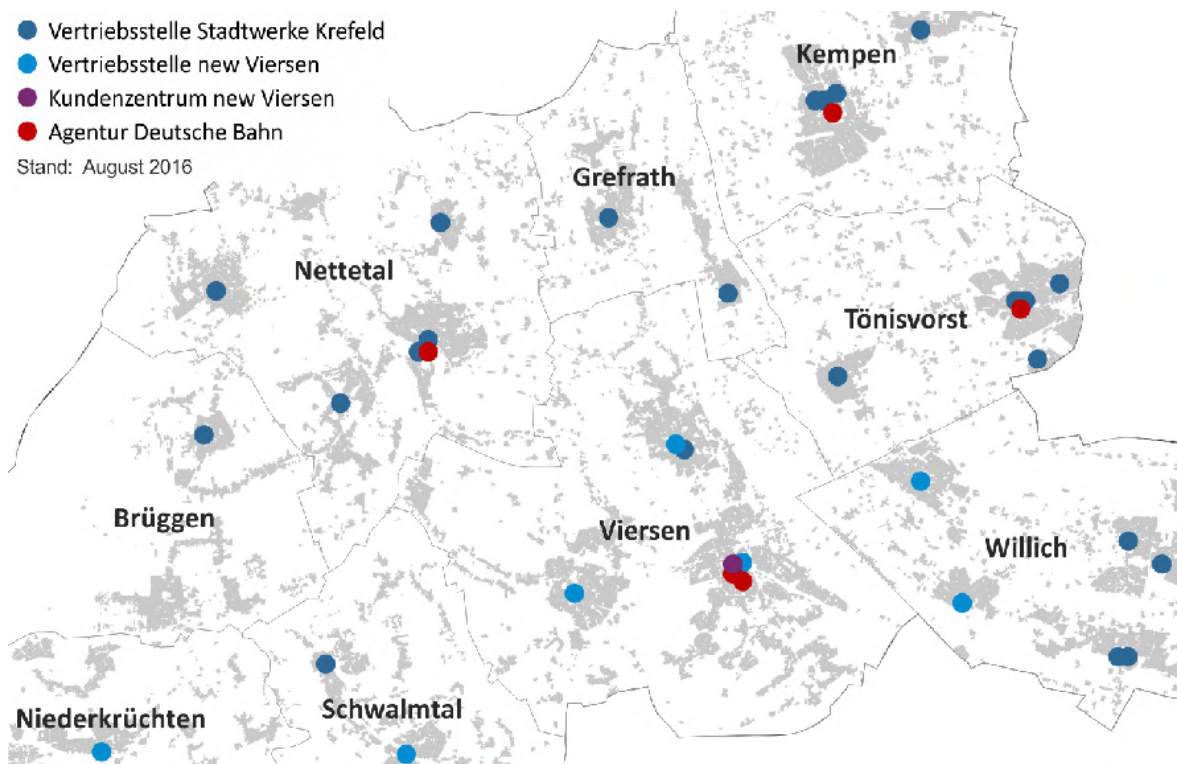 Vertriebsstelle Stadtwerke Krefeld
Vertriebsstelle new Viersen
Kundenzentrum new Viersen
Agentur Deutsche Bahn
Stand: August 2016
Kempen
Grefrath
Nettetal
Tönisvorst
Brüggen
Viersen
Willich
Niederkrüchten
Schwalmtal